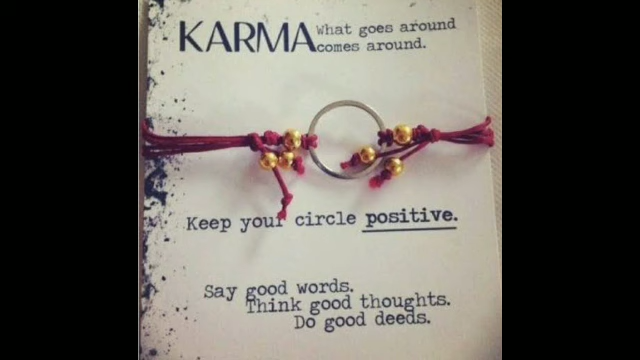 KARMA What goes around
comes around.
Keep your circle positive.
Say good words.
Think good thoughts.
Do good deeds.